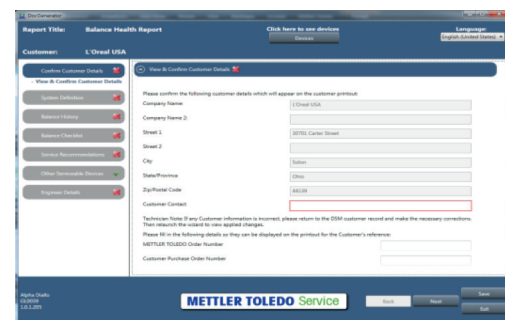 DocGenerator
Report Title:
Balance Health Report
Click here to see devices
Devices
Language:
English (United States)
Customer:
L'Oreal USA
Confirm Customer Details
- View & Confirm Customer Details
System Definition
Balance History
Balance Checklist
Service Recommendations
Other Serviceable Devices
Engineer Details
View & Confirm Customer Details
Please confirm the following customer details which will appear on the customer printout:
Company Name:
L'Oreal USA
Company Name 2:
Street 1
30701 Carter Street
Street 2
City
Solon
State/Province
Ohio
Zip/Postal Code
44139
Customer Contact
Technician Note: If any Customer information is incorrect, please return to the DSM customer record and make the necessary corrections.
Then relaunch the wizard to view applied changes.
Please fill in the following details so they can be displayed on the printout for the Customer's reference:
METTLER TOLEDO Order Number
Customer Purchase Order Number
Alpha Diallo
1.0.1.205
METTLER TOLEDO Service
Back
Next
Save
Exit